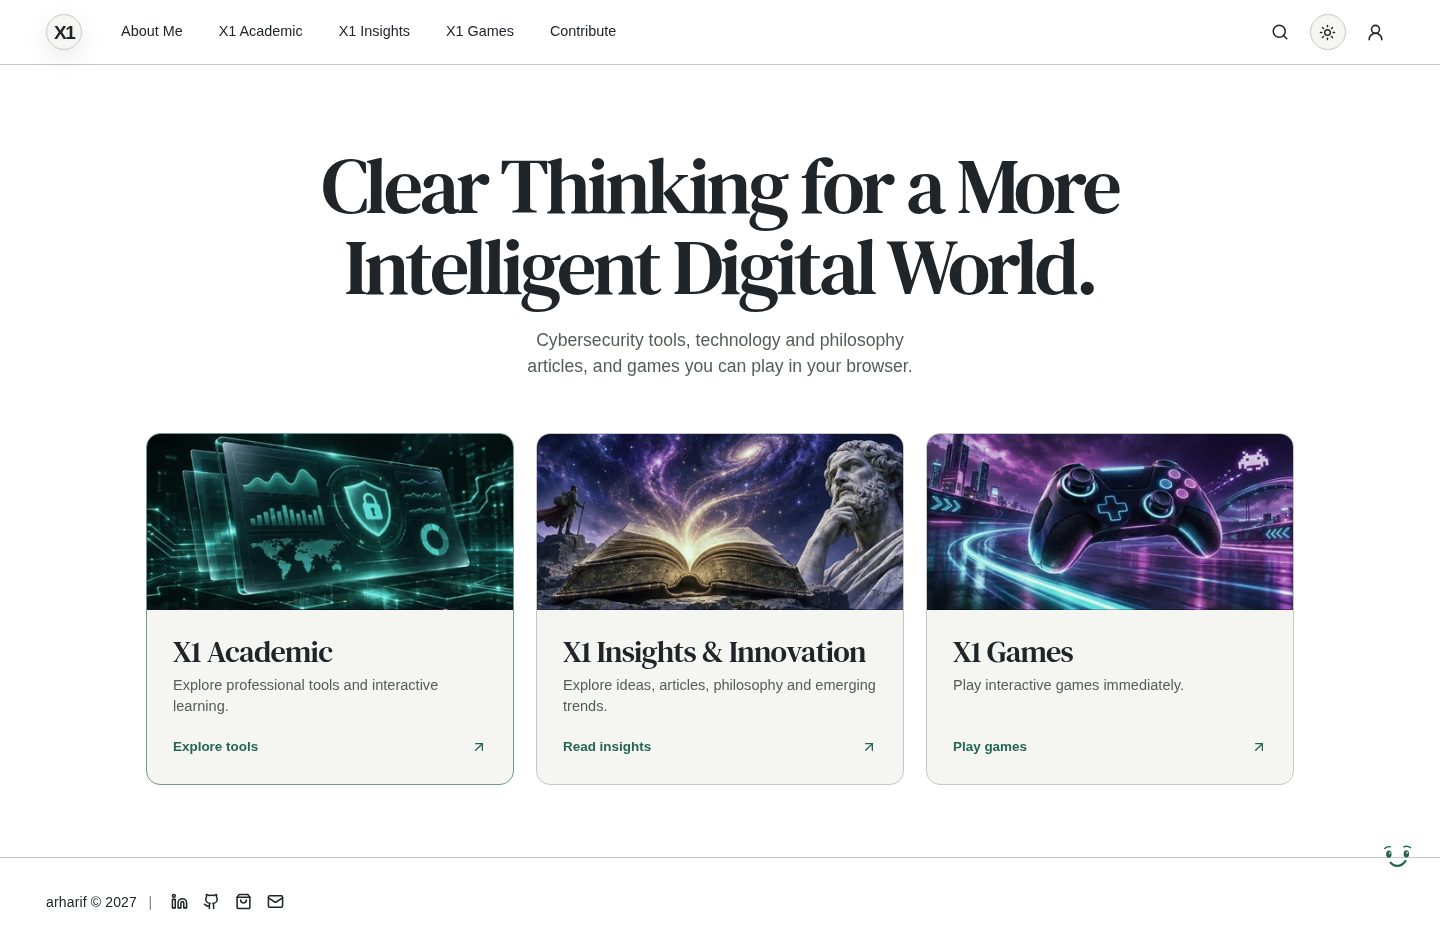 X1
About Me
X1 Academic
X1 Insights
X1 Games
Contribute
Clear Thinking for a More
Intelligent Digital World.
Cybersecurity tools, technology and philosophy
articles, and games you can play in your browser.
X1 Academic
Explore professional tools and interactive
learning.
Explore tools
X1 Insights & Innovation
Explore ideas, articles, philosophy and emerging
trends.
Read insights
X1 Games
Play interactive games immediately.
Play games
arharif © 2027 |